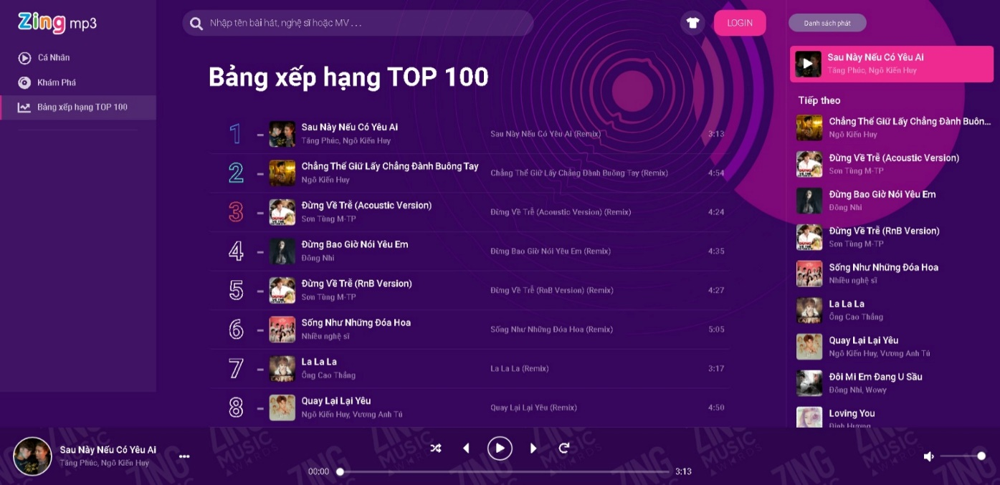 Zing mp3
Cá Nhân
Khám Phá
Bảng xếp hạng TOP 100
Nhập tên bài hát, nghệ sĩ hoặc MV . . .
LOGIN
Bảng xếp hạng TOP 100
1
Sau Này Nếu Có Yêu Ai
Tăng Phúc, Ngô Kiến Huy
Sau Này Nếu Có Yêu Ai (Remix)
3:13
2
Chẳng Thể Giữ Lấy Chẳng Đành Buông Tay
Ngô Kiến Huy
Chẳng Thể Giữ Lấy Chẳng Đành Buông Tay (Remix)
4:54
3
Đừng Về Trễ (Acoustic Version)
Sơn Tùng M-TP
Đừng Về Trễ (Acoustic Version) (Remix)
4:24
4
Đừng Bao Giờ Nói Yêu Em
Đông Nhi
Đừng Bao Giờ Nói Yêu Em (Remix)
4:35
5
Đừng Về Trễ (RnB Version)
Sơn Tùng M-TP
Đừng Về Trễ (RnB Version) (Remix)
4:27
6
Sống Như Những Đóa Hoa
Nhiều nghệ sĩ
Sống Như Những Đóa Hoa (Remix)
5:05
7
La La La
Ông Cao Thắng
La La La (Remix)
3:17
8
Quay Lại Lại Yêu
Ngô Kiến Huy, Vương Anh Tú
Quay Lại Lại Yêu (Remix)
4:50
Danh sách phát
Sau Này Nếu Có Yêu Ai
Tăng Phúc, Ngô Kiến Huy
Tiếp theo
Chẳng Thể Giữ Lấy Chẳng Đành Buôn...
Ngô Kiến Huy
Đừng Về Trễ (Acoustic Version)
Sơn Tùng M-TP
Đừng Bao Giờ Nói Yêu Em
Đông Nhi
Đừng Về Trễ (RnB Version)
Sơn Tùng M-TP
Sống Như Những Đóa Hoa
Nhiều nghệ sĩ
La La La
Ông Cao Thắng
Quay Lại Lại Yêu
Ngô Kiến Huy, Vương Anh Tú
Đôi Mi Em Đang U Sầu
Đông Nhi, Wowy
Loving You
Đinh Hương
Sau Này Nếu Có Yêu Ai
Tăng Phúc, Ngô Kiến Huy
00:00
3:13
ZING
MUSIC
AWARDS